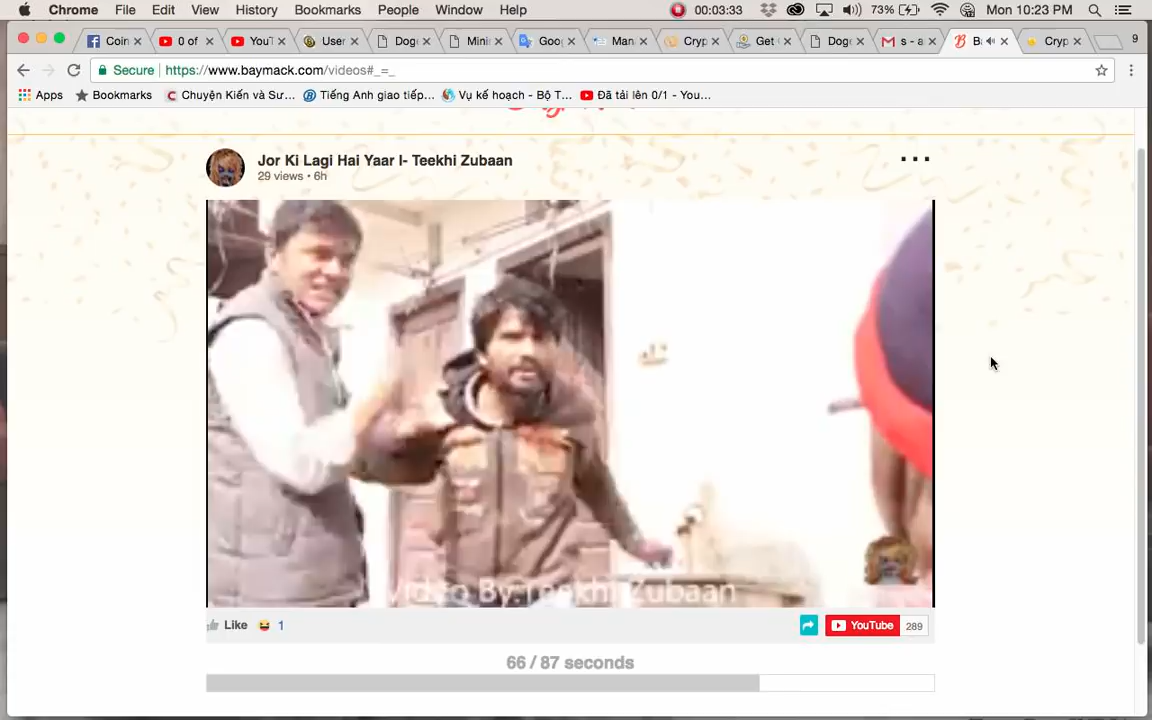 Chrome File Edit View History Bookmarks People Window Help 00:03:33 73% Mon 10:23 PM
Coin 0 of YouT User Dog Mini Goo Man Cryp Get Dog s - a B Cryp 9
Secure https://www.baymack.com/videos#_=_
Apps Bookmarks Chuyện Kiến và Sư... Tiếng Anh giao tiếp... Vụ kế hoạch - Bộ T... Đã tải lên 0/1 - You...
Jor Ki Lagi Hai Yaar I- Teekhi Zubaan
29 views • 6h
Video By:Teekhi Zubaan
Like 1 YouTube 289
66 / 87 seconds